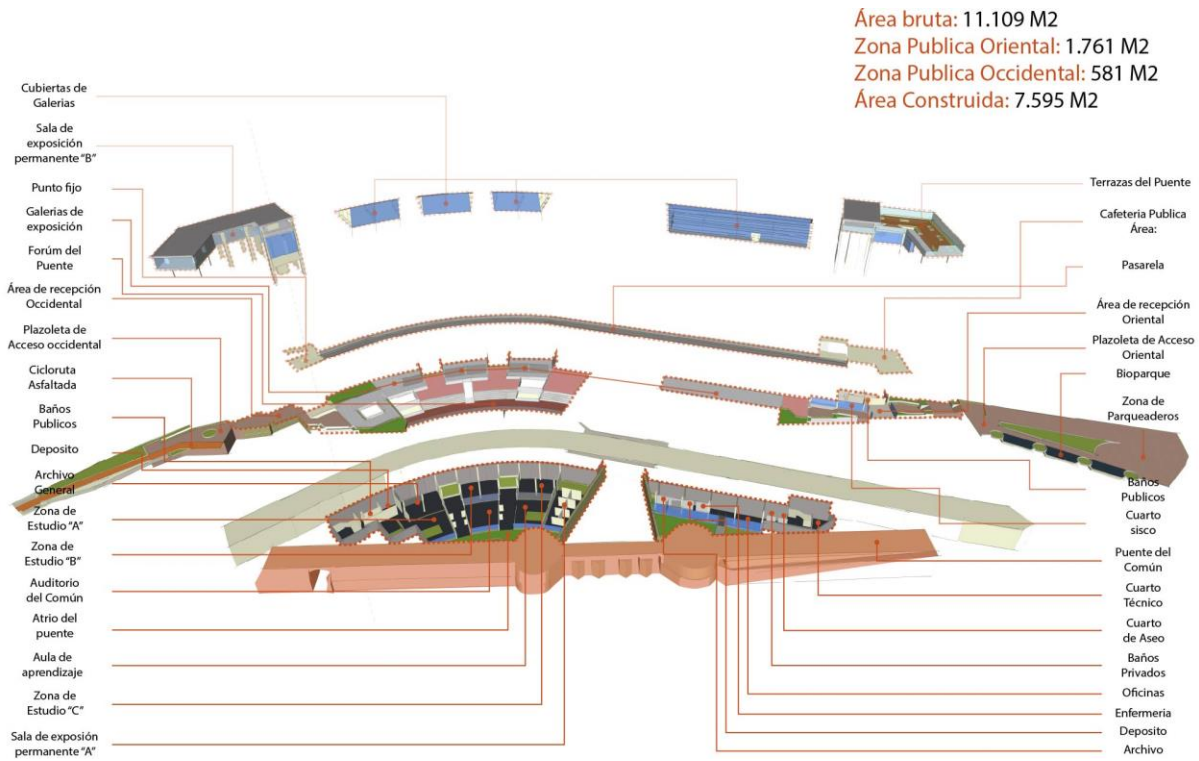 Área bruta: 11.109 M2
Zona Publica Oriental: 1.761 M2
Zona Publica Occidental: 581 M2
Área Construida: 7.595 M2
Cubiertas de
Galerias
Sala de
exposición
permanente "B"
Punto fijo
Galerias de
exposición
Forúm del
Puente
Área de recepción
Occidental
Plazoleta de
Acceso occidental
Cicloruta
Asfaltada
Baños
Publicos
Deposito
Archivo
General
Zona de
Estudio "A"
Zona de
Estudio "B"
Auditorio
del Común
Atrio del
puente
Aula de
aprendizaje
Zona de
Estudio "C"
Sala de exposión
permanente "A"
Terrazas del Puente
Cafeteria Publica
Área:
Pasarela
Área de recepción
Oriental
Plazoleta de Acceso
Oriental
Bioparque
Zona de
Parqueaderos
Baños
Publicos
Cuarto
sisco
Puente del
Común
Cuarto
Técnico
Cuarto
de Aseo
Baños
Privados
Oficinas
Enfermeria
Deposito
Archivo